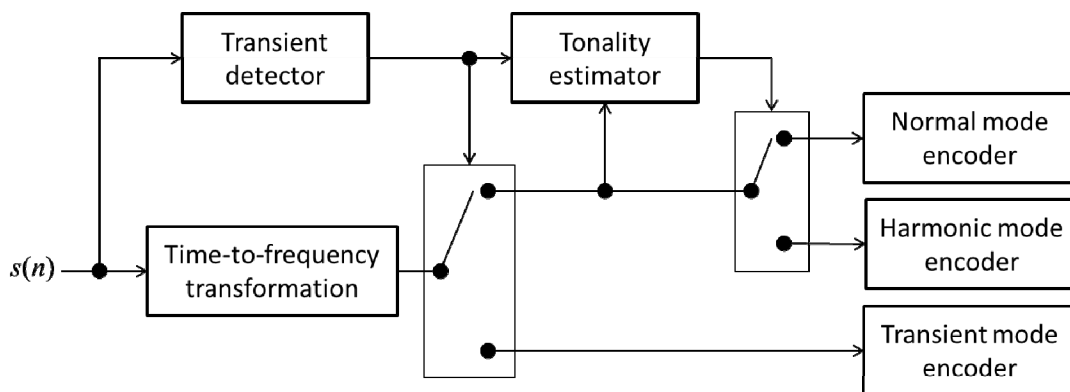 Transient
detector
Tonality
estimator
Normal mode
encoder
Harmonic mode
encoder
s(n)
Time-to-frequency
transformation
Transient mode
encoder